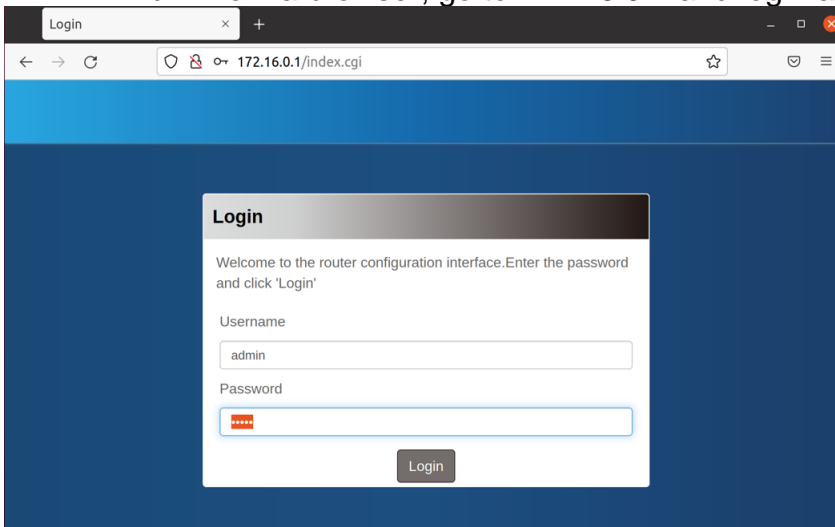 Login
172.16.0.1/index.cgi
Login
Welcome to the router configuration interface.Enter the password
and click 'Login'
Username
admin
Password
•••••
Login